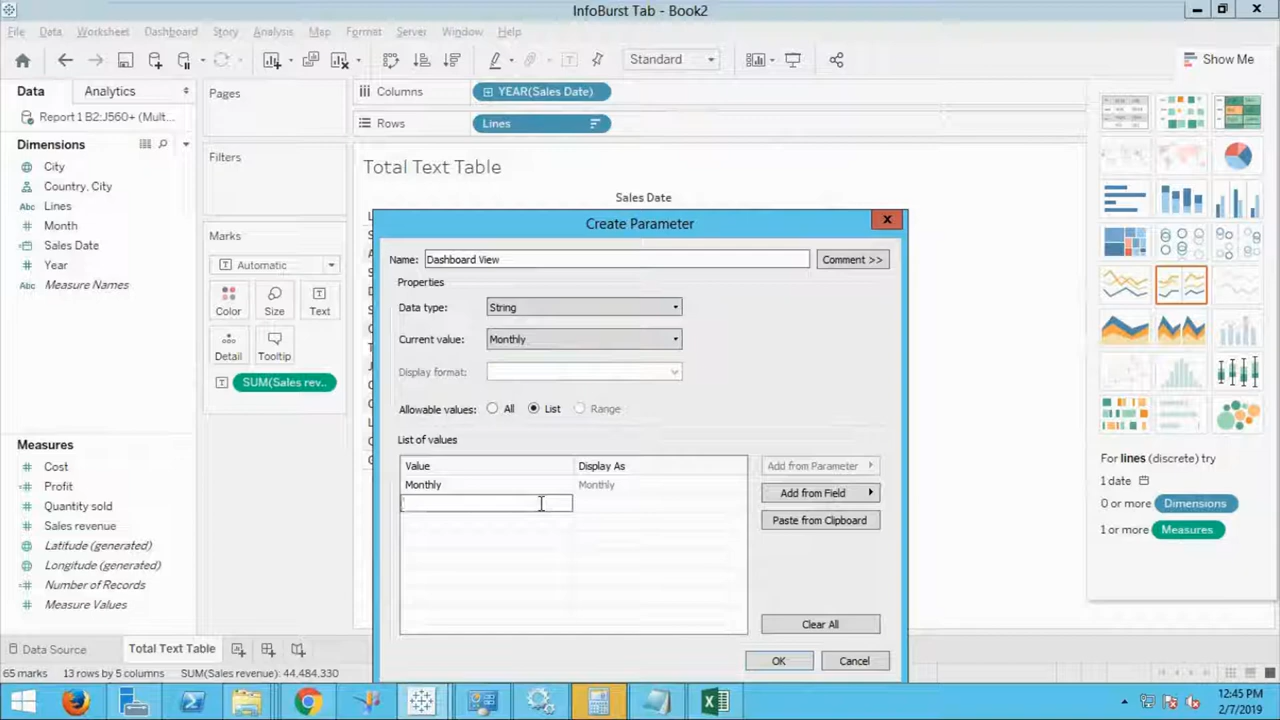 InfoBurst Tab - Book2
File Data Worksheet Dashboard Story Analysis Map Format Server Window Help
Standard
Show Me
Data Analytics
Pages
Columns YEAR(Sales Date)
Report 1 B2:J560+ (Mult...
Rows Lines
Dimensions
Filters
Total Text Table
City
Country, City
Sales Date
Abc Lines
Month
Marks
Sales Date
Automatic
Year
Abc Measure Names
Color Size Text
Detail Tooltip
SUM(Sales rev..
Measures
Cost
Profit
Quantity sold
Sales revenue
Latitude (generated)
Longitude (generated)
Number of Records
Measure Values
Create Parameter
Name: Dashboard View Comment >>
Properties
Data type: String
Current value: Monthly
Display format:
Allowable values: All List Range
List of values
Value Display As
Monthly Monthly
Add from Parameter
Add from Field
Paste from Clipboard
Clear All
OK Cancel
For lines (discrete) try
1 date
0 or more Dimensions
1 or more Measures
Data Source Total Text Table
65 marks 13 rows by 5 columns SUM(Sales revenue): 44,484,330
12:45 PM
2/7/2019